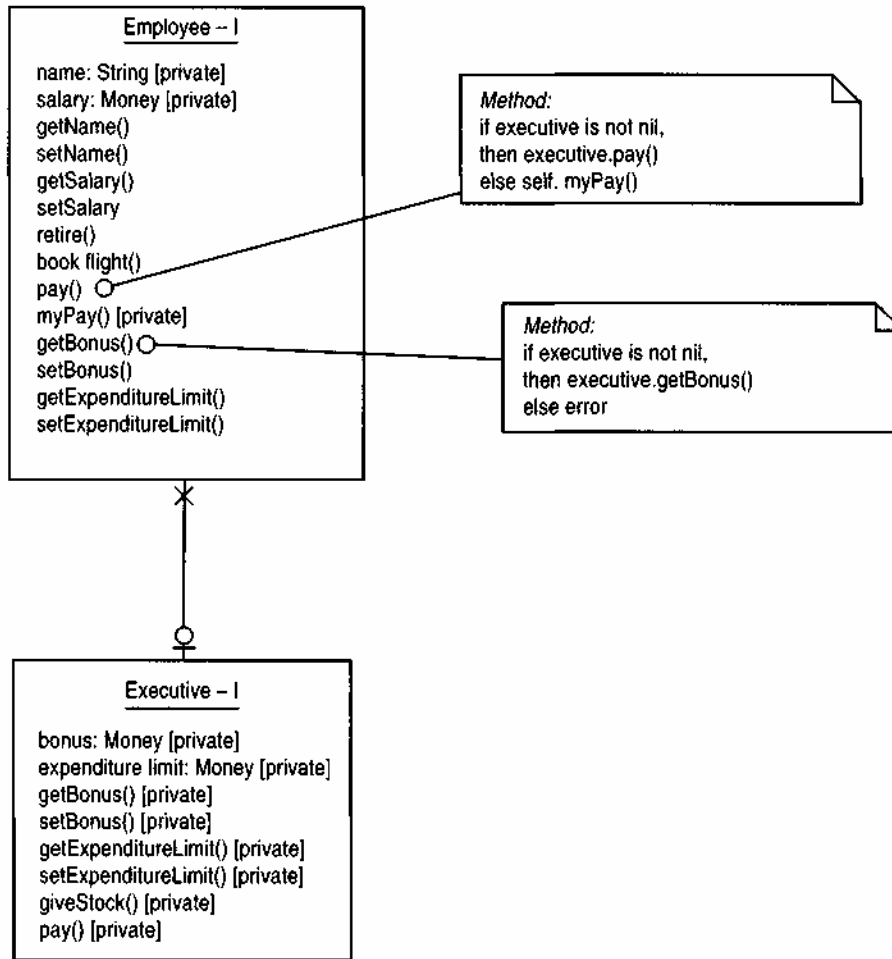 Employee – I
name: String [private]
salary: Money [private]
getName()
setName()
getSalary()
setSalary
retire()
book flight()
pay()
myPay() [private]
getBonus()
setBonus()
getExpenditureLimit()
setExpenditureLimit()
Method:
if executive is not nil,
then executive.pay()
else self. myPay()
Method:
if executive is not nil,
then executive.getBonus()
else error
Executive – I
bonus: Money [private]
expenditure limit: Money [private]
getBonus() [private]
setBonus() [private]
getExpenditureLimit() [private]
setExpenditureLimit() [private]
giveStock() [private]
pay() [private]